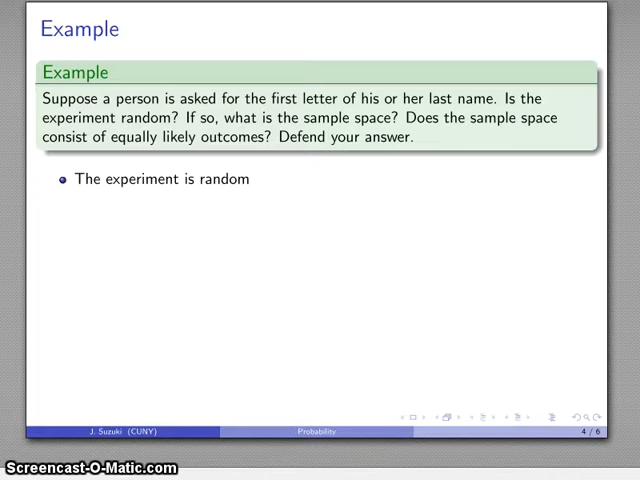 Example
Example
Suppose a person is asked for the first letter of his or her last name. Is the
experiment random? If so, what is the sample space? Does the sample space
consist of equally likely outcomes? Defend your answer.
The experiment is random
J. Suzuki (CUNY)
Probability
4 / 6
Screencast-O-Matic.com